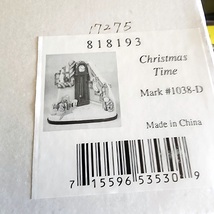 17275
818193
Christmas
Time
Mark #1038-D
Made in China
7 15596 53530 9